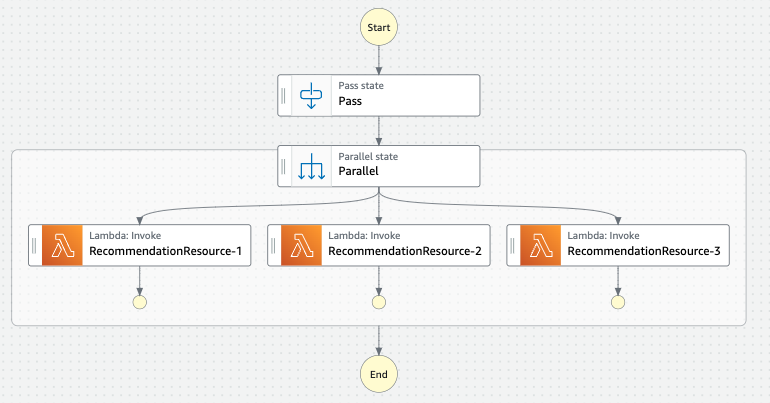 Start
Pass state
Pass
Parallel state
Parallel
Lambda: Invoke
RecommendationResource-1
Lambda: Invoke
RecommendationResource-2
Lambda: Invoke
RecommendationResource-3
End